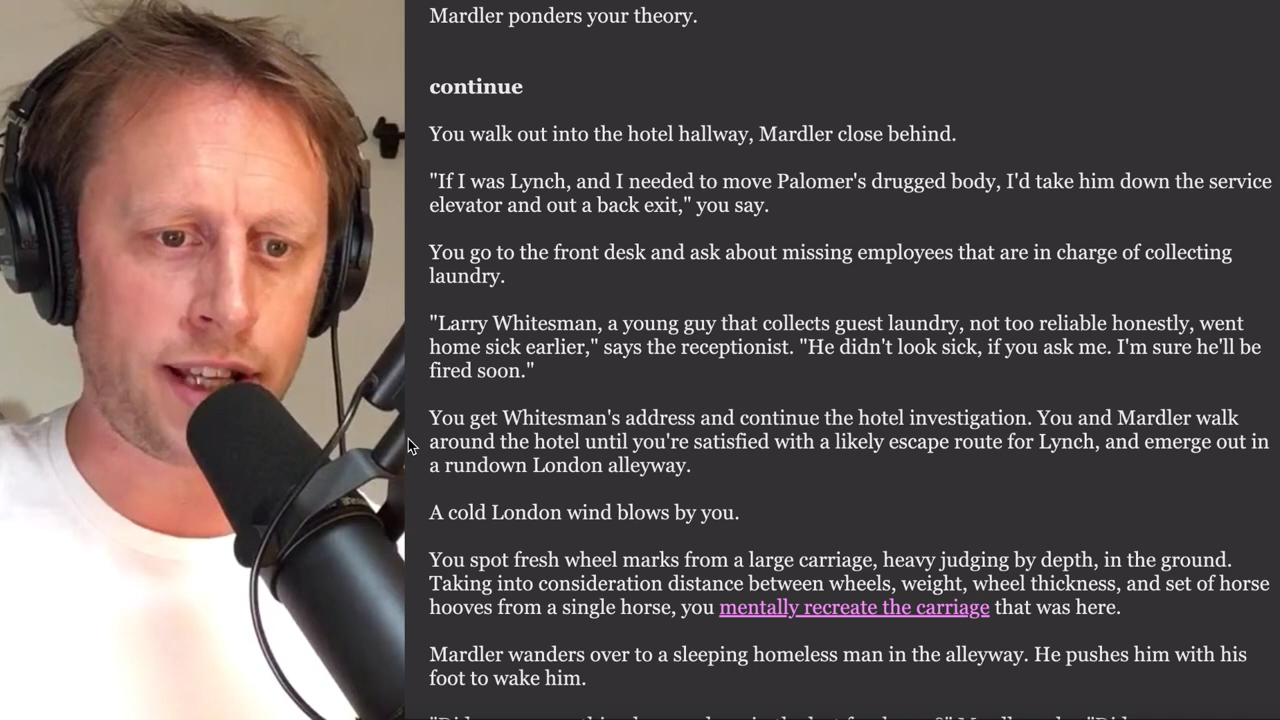 Mardler ponders your theory.
continue
You walk out into the hotel hallway, Mardler close behind.
"If I was Lynch, and I needed to move Palomer's drugged body, I'd take him down the service
elevator and out a back exit," you say.
You go to the front desk and ask about missing employees that are in charge of collecting
laundry.
"Larry Whitesman, a young guy that collects guest laundry, not too reliable honestly, went
home sick earlier," says the receptionist. "He didn't look sick, if you ask me. I'm sure he'll be
fired soon."
You get Whitesman's address and continue the hotel investigation. You and Mardler walk
around the hotel until you're satisfied with a likely escape route for Lynch, and emerge out in
a rundown London alleyway.
A cold London wind blows by you.
You spot fresh wheel marks from a large carriage, heavy judging by depth, in the ground.
Taking into consideration distance between wheels, weight, wheel thickness, and set of horse
hooves from a single horse, you mentally recreate the carriage that was here.
Mardler wanders over to a sleeping homeless man in the alleyway. He pushes him with his
foot to wake him.